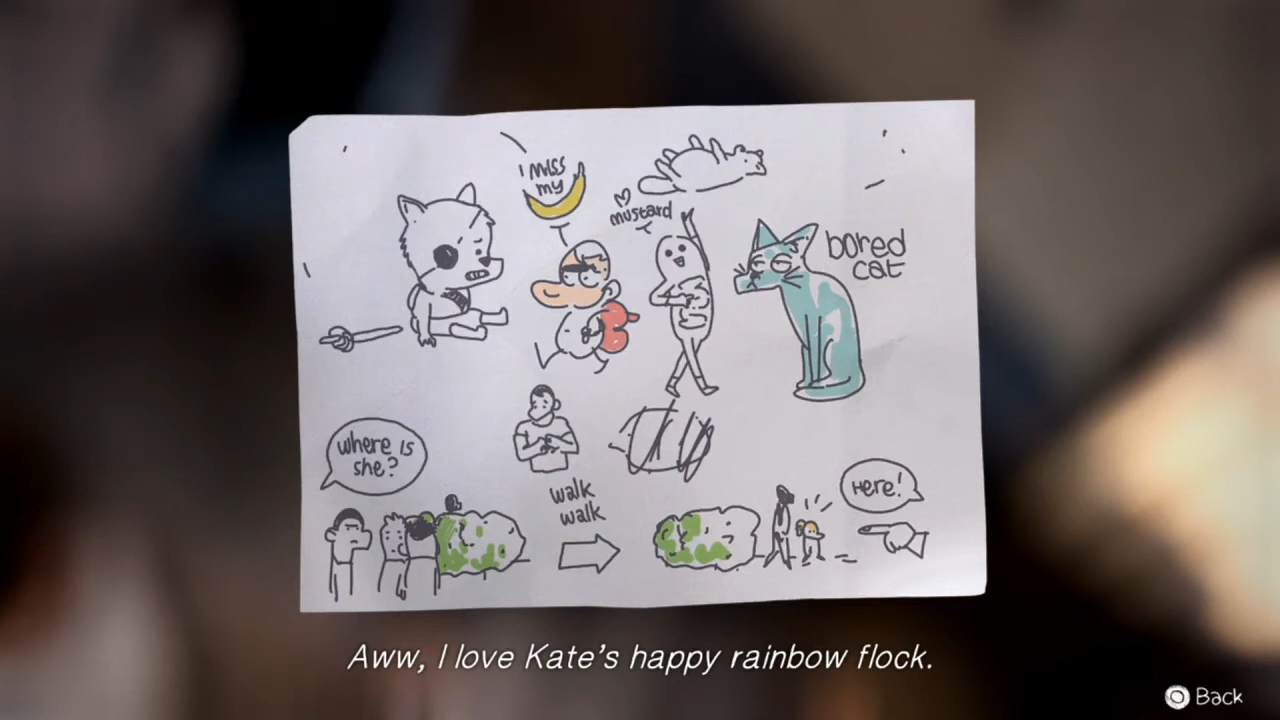 I MISS
MY
mustard
bored
cat
where is
she?
walk
walk
Here!
Aww, I love Kate's happy rainbow flock.
Back